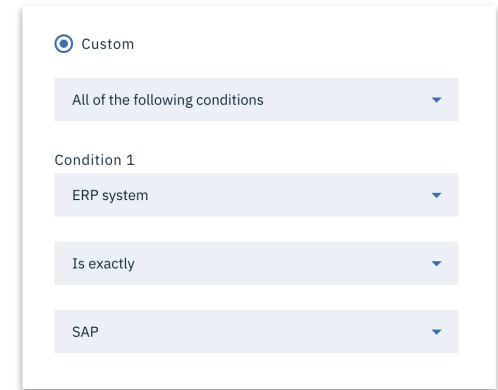 Custom
All of the following conditions
Condition 1
ERP system
Is exactly
SAP